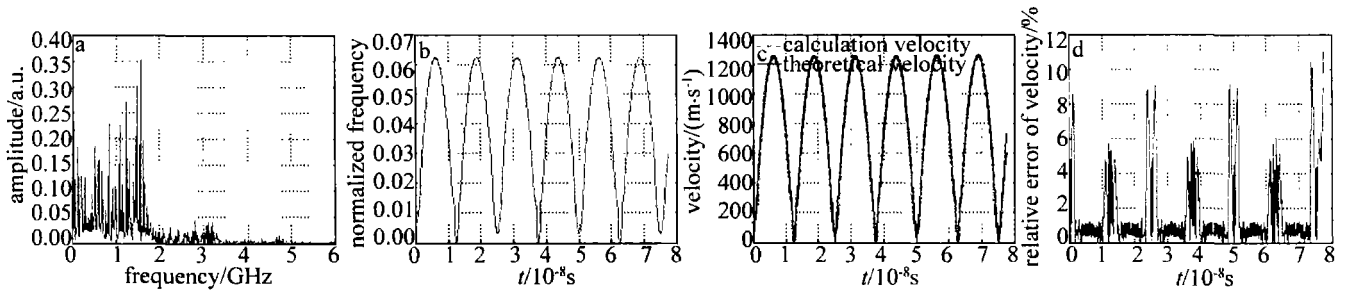 a
amplitude/a.u.
0.40
0.35
0.30
0.25
0.20
0.15
0.10
0.05
0.00
0 1 2 3 4 5 6
frequency/GHz
b
normalized frequency
0.07
0.06
0.05
0.04
0.03
0.02
0.01
0.00
0 1 2 3 4 5 6 7 8
t/10⁻⁸s
c
calculation velocity
theoretical velocity
velocity/(m·s⁻¹)
1400
1200
1000
800
600
400
200
0
0 1 2 3 4 5 6 7 8
t/10⁻⁸s
d
relative error of velocity/%
12
10
8
6
4
2
0
0 1 2 3 4 5 6 7 8
t/10⁻⁸s